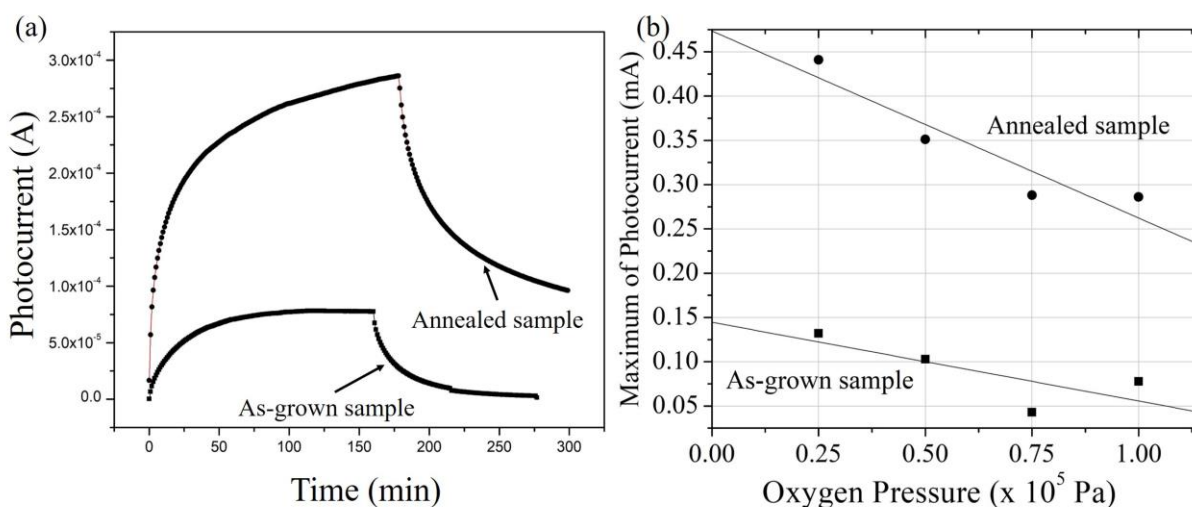 (a)
3.0x10⁻⁴
2.5x10⁻⁴
2.0x10⁻⁴
1.5x10⁻⁴
1.0x10⁻⁴
5.0x10⁻⁵
0.0
Photocurrent (A)
Annealed sample
As-grown sample
0 50 100 150 200 250 300
Time (min)
(b)
0.45
0.40
0.35
0.30
0.25
0.20
0.15
0.10
0.05
Maximum of Photocurrent (mA)
Annealed sample
As-grown sample
0.00 0.25 0.50 0.75 1.00
Oxygen Pressure (x 10⁵ Pa)